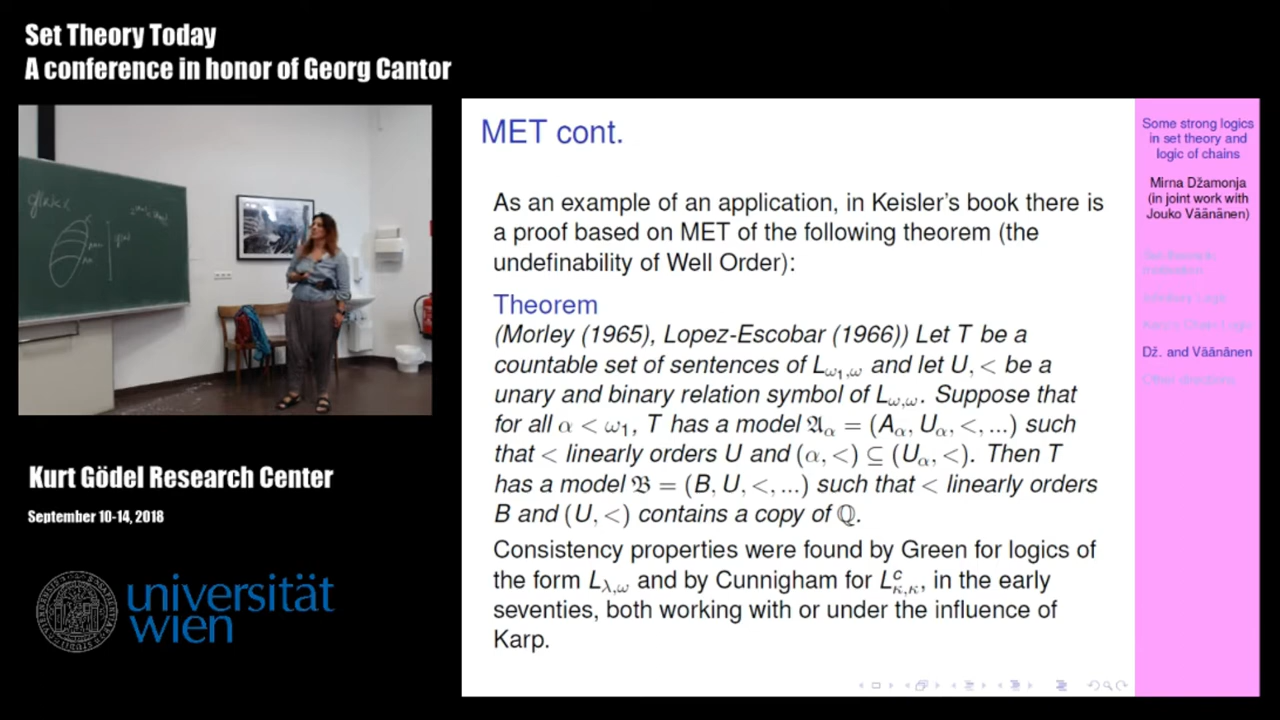 Set Theory Today
A conference in honor of Georg Cantor
Kurt Gödel Research Center
September 10-14, 2018
universität
wien
MET cont.
As an example of an application, in Keisler's book there is
a proof based on MET of the following theorem (the
undefinability of Well Order):
Theorem
(Morley (1965), Lopez-Escobar (1966)) Let T be a
countable set of sentences of L_{ω₁,ω} and let U, < be a
unary and binary relation symbol of L_{ω,ω}. Suppose that
for all α < ω₁, T has a model 𝔄_α = (A_α, U_α, <, ...) such
that < linearly orders U and (α, <) ⊆ (U_α, <). Then T
has a model 𝔅 = (B, U, <, ...) such that < linearly orders
B and (U, <) contains a copy of ℚ.
Consistency properties were found by Green for logics of
the form L_{λ,ω} and by Cunnigham for L^c_{κ,κ}, in the early
seventies, both working with or under the influence of
Karp.
Some strong logics
in set theory and
logic of chains
Mirna Džamonja
(in joint work with
Jouko Väänänen)
Karp's Chain Logic
Dž. and Väänänen
Other directions